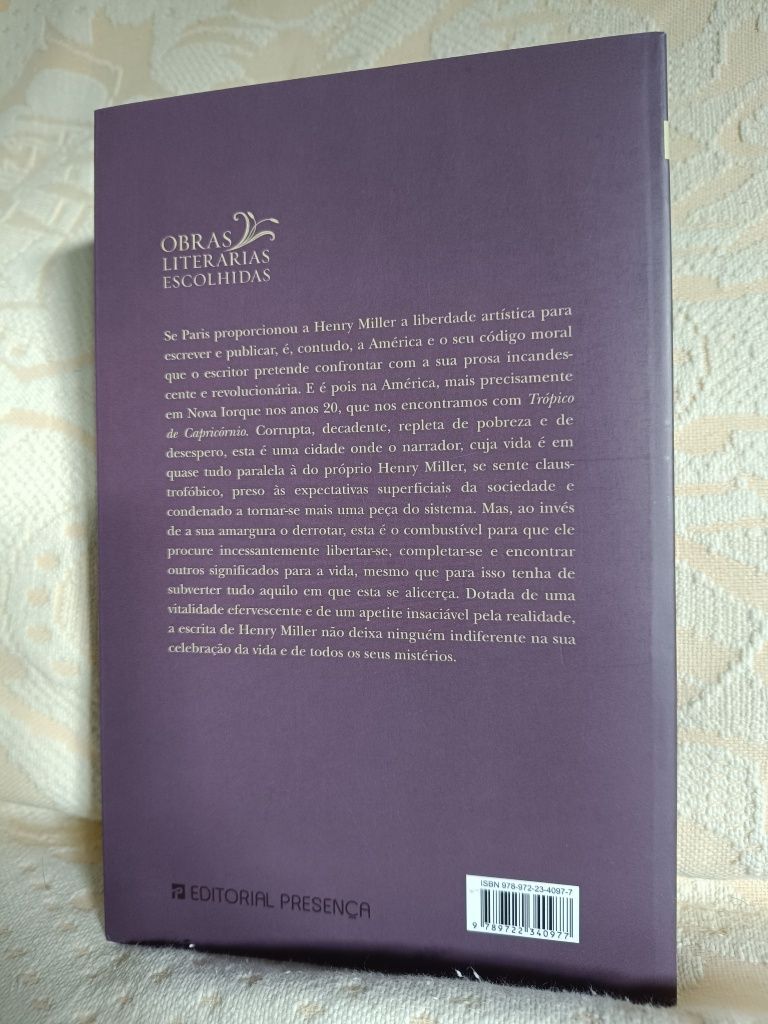 OBRAS
LITERÁRIAS
ESCOLHIDAS
Se Paris proporcionou a Henry Miller a liberdade artística para
escrever e publicar, é, contudo, a América e o seu código moral
que o escritor pretende confrontar com a sua prosa incandes-
cente e revolucionária. E é pois na América, mais precisamente
em Nova Iorque nos anos 20, que nos encontramos com Trópico
de Capricórnio. Corrupta, decadente, repleta de pobreza e de
desespero, esta é uma cidade onde o narrador, cuja vida é em
quase tudo paralela à do próprio Henry Miller, se sente claus-
trofóbico, preso às expectativas superficiais da sociedade e
condenado a tornar-se mais uma peça do sistema. Mas, ao invés
de a sua amargura o derrotar, esta é o combustível para que ele
procure incessantemente libertar-se, completar-se e encontrar
outros significados para a vida, mesmo que para isso tenha de
subverter tudo aquilo em que esta se alicerça. Dotada de uma
vitalidade efervescente e de um apetite insaciável pela realidade,
a escrita de Henry Miller não deixa ninguém indiferente na sua
celebração da vida e de todos os seus mistérios.
EDITORIAL PRESENÇA
ISBN 978-972-23-4097-7
9 789722 340977